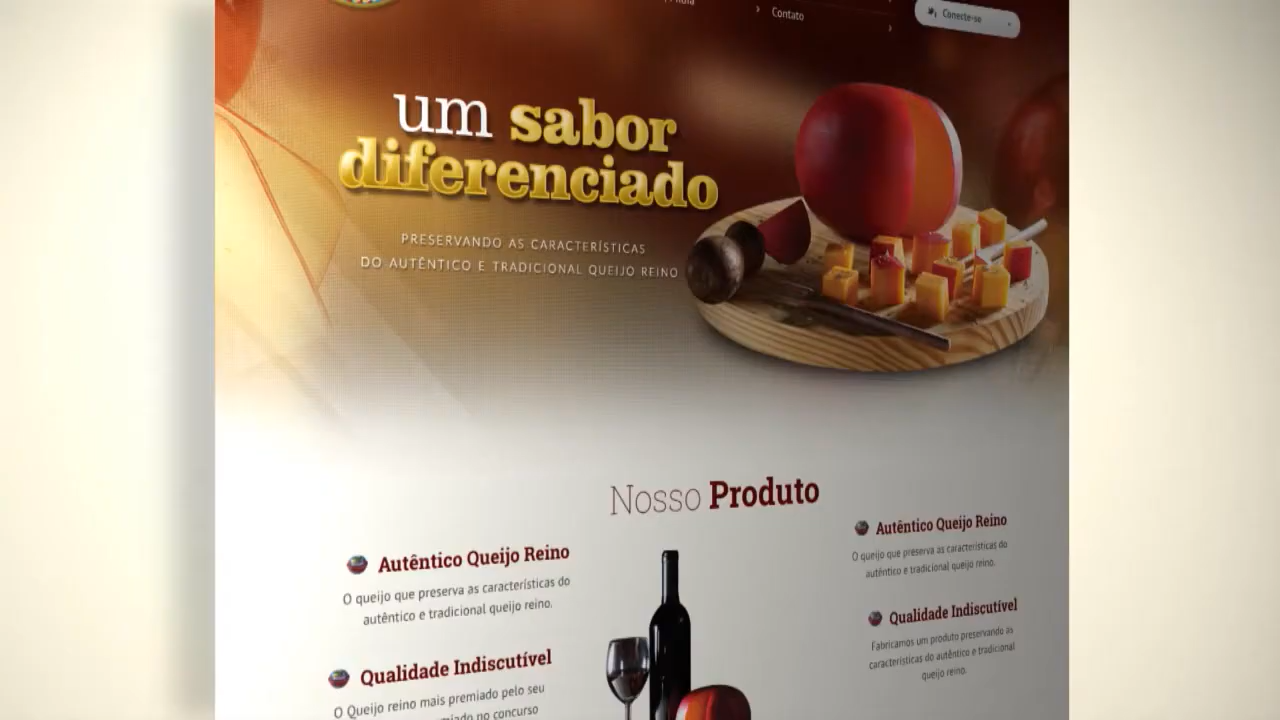 Contato
Conecte-se
um sabor
diferenciado
PRESERVANDO AS CARACTERÍSTICAS
DO AUTÊNTICO E TRADICIONAL QUEIJO REINO
Nosso Produto
Autêntico Queijo Reino
O queijo que preserva as características do
autêntico e tradicional queijo reino.
Qualidade Indiscutível
O Queijo reino mais premiado pelo seu
no concurso
Autêntico Queijo Reino
O queijo que preserva as características do
autêntico e tradicional queijo reino.
Qualidade Indiscutível
Fabricamos um produto preservando as
características do autêntico e tradicional
queijo reino.